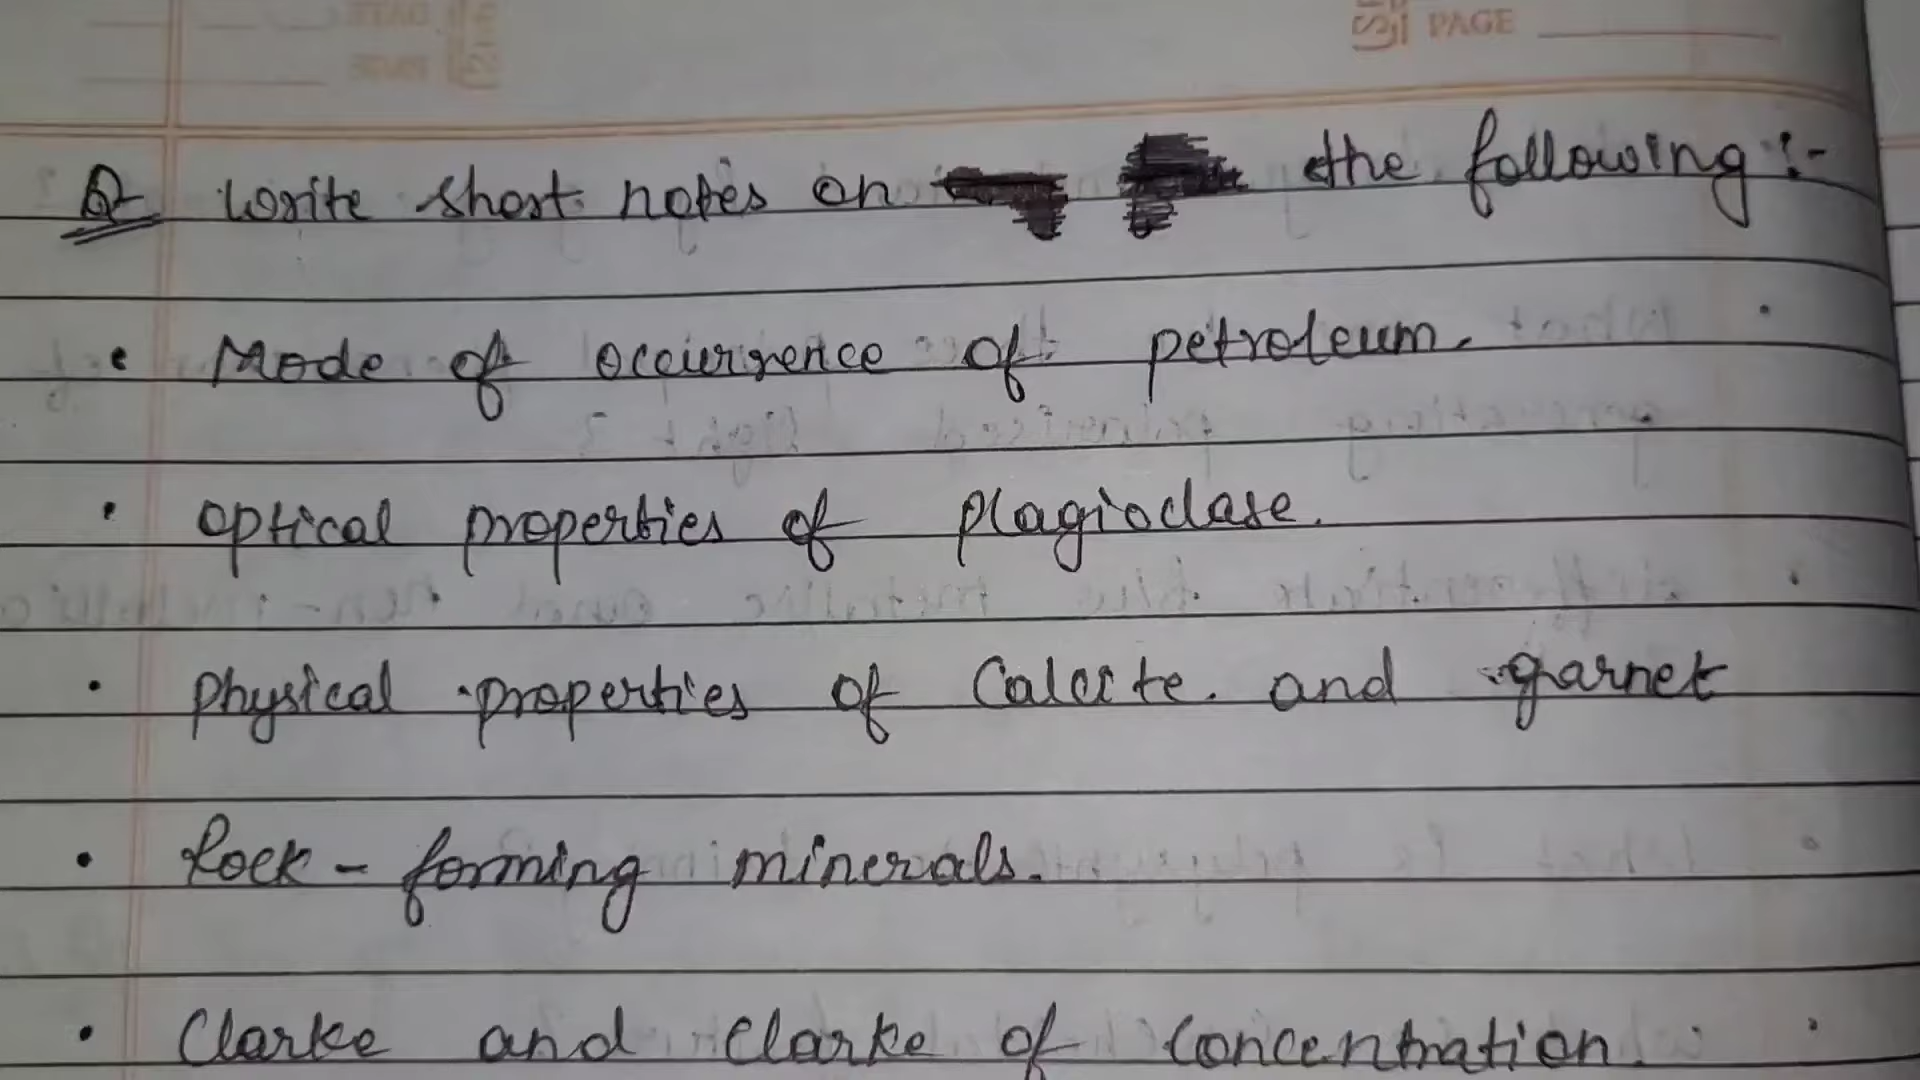 PAGE
Q Write short notes on the following :-
• Mode of occurrence of petroleum.
• optical properties of plagioclase.
• physical properties of Calcite. and garnet
• Rock - forming minerals.
• Clarke and Clarke of Concentration.